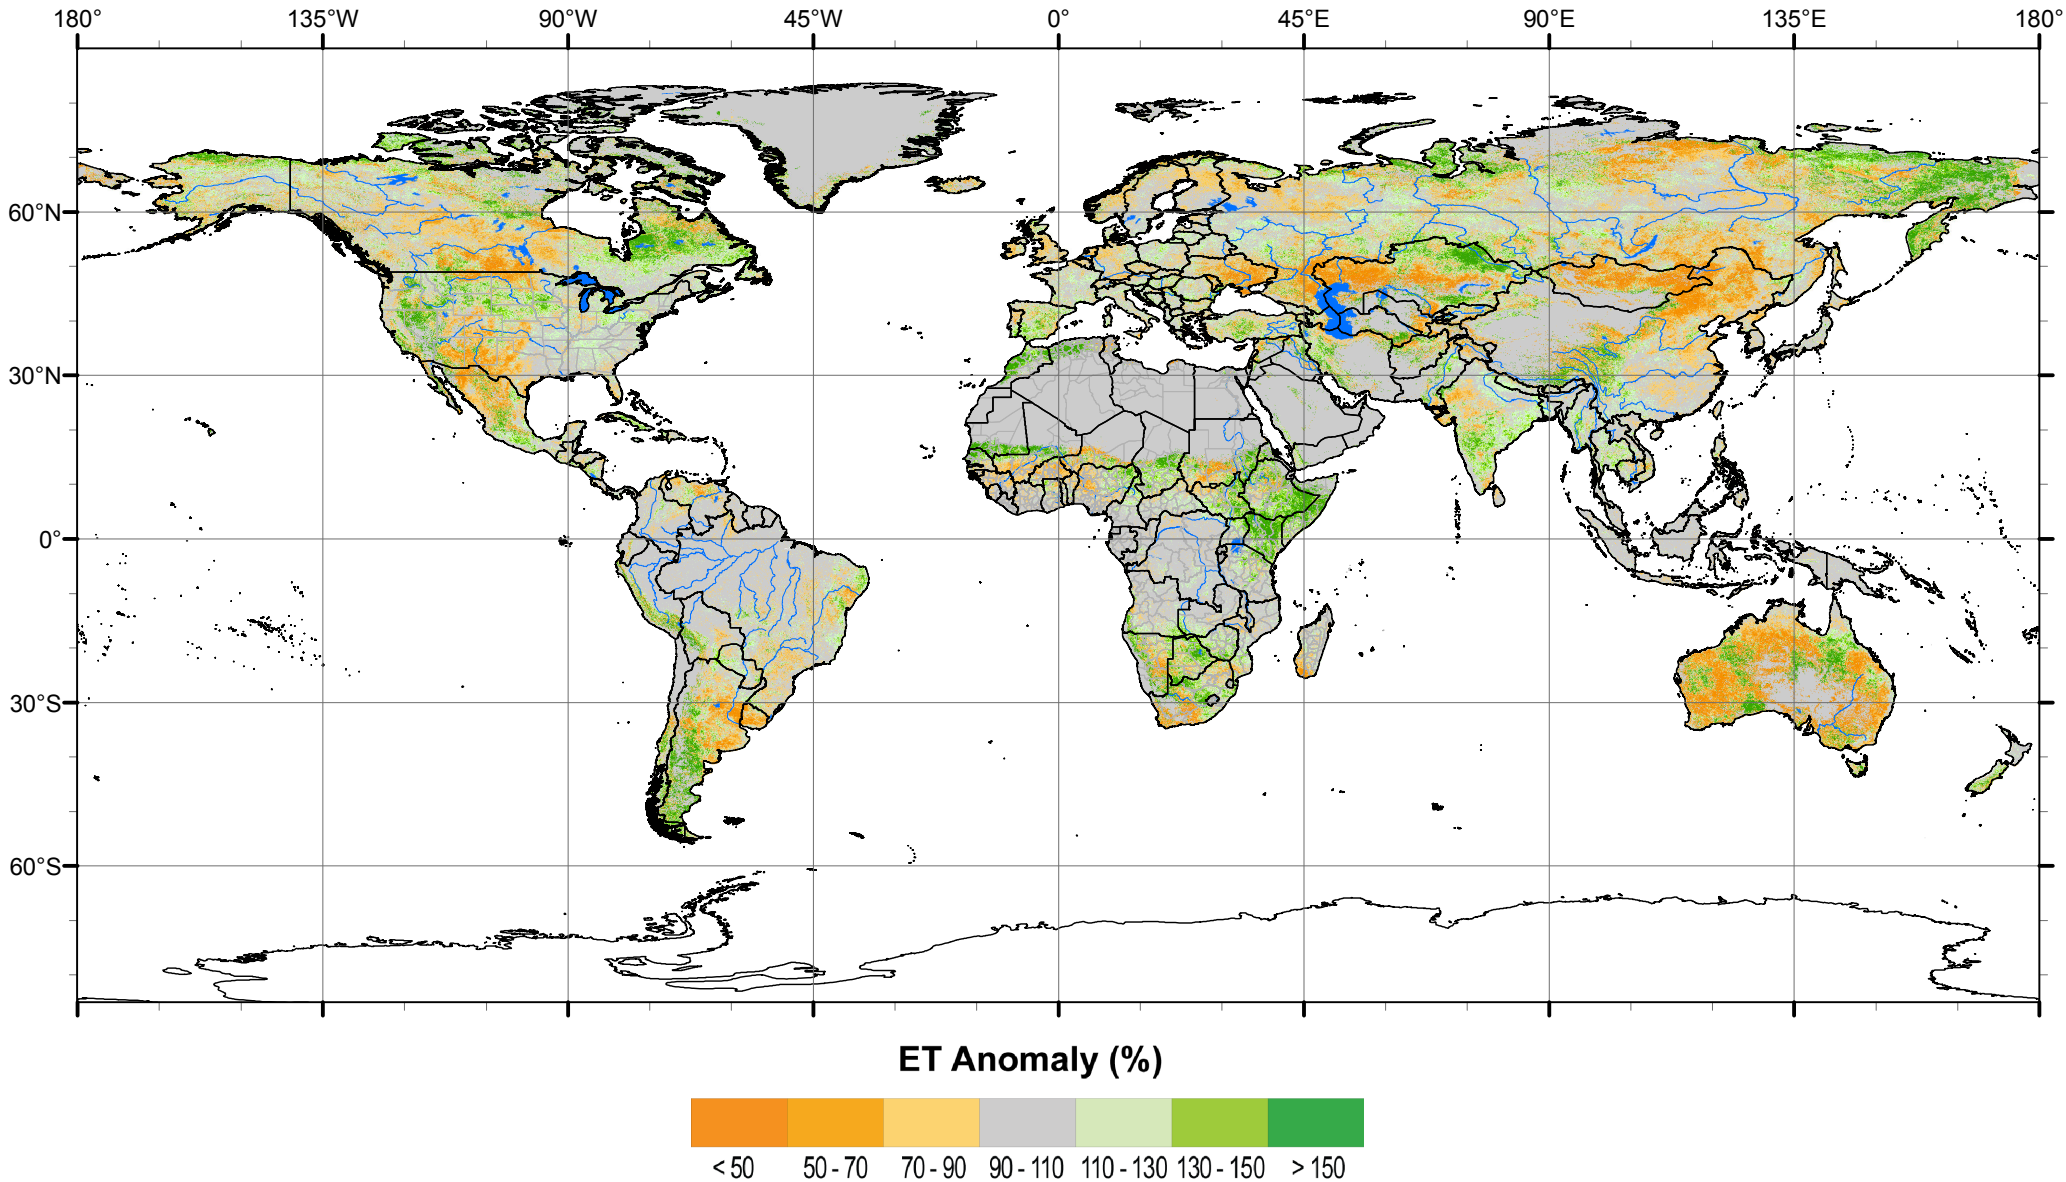 180° 135°W 90°W 45°W 0° 45°E 90°E 135°E 180°
60°N
30°N
0°
30°S
60°S
ET Anomaly (%)
< 50 50 - 70 70 - 90 90 - 110 110 - 130 130 - 150 > 150